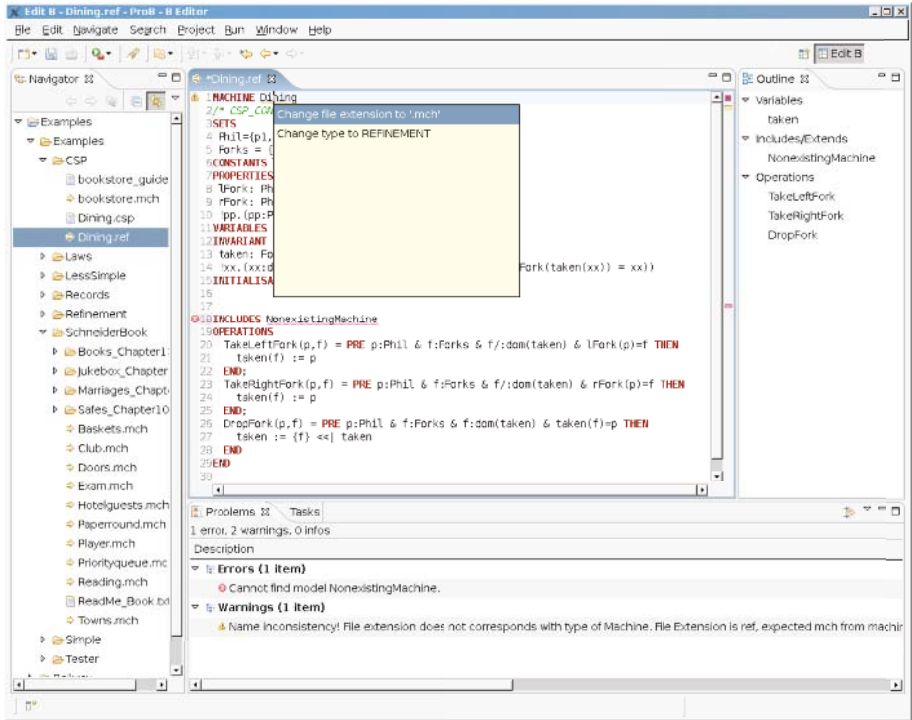 Edit B - Dining.ref - ProB - B Editor
File Edit Navigate Search Project Run Window Help
Edit B
Navigator
Examples
Examples
CSP
bookstore_guide
bookstore.mch
Dining.csp
Dining.ref
Laws
LessSimple
Records
Refinement
SchneiderBook
Books_Chapter1
Jukebox_Chapter
Marriages_Chapt
Safes_Chapter10
Baskets.mch
Club.mch
Doors.mch
Exam.mch
Hotelguests.mch
Paperround.mch
Player.mch
Priorityqueue.mc
Reading.mch
ReadMe_Book.txt
Towns.mch
Simple
Tester
*Dining.ref
1 MACHINE Dining
2 /* CSP_CON
3 SETS
4 Phil={p1,
5 Forks = {
6 CONSTANTS
7 PROPERTIES
8 lFork: Ph
9 rFork: Ph
10 !pp.(pp:P
11 VARIABLES
12 INVARIANT
13 taken: Fo
14 !xx.(xx:d Fork(taken(xx)) = xx))
15 INITIALISA
16
17
18 INCLUDES NonexistingMachine
19 OPERATIONS
20 TakeLeftFork(p,f) = PRE p:Phil & f:Forks & f/:dom(taken) & lFork(p)=f THEN
21 taken(f) := p
22 END;
23 TakeRightFork(p,f) = PRE p:Phil & f:Forks & f/:dom(taken) & rFork(p)=f THEN
24 taken(f) := p
25 END;
26 DropFork(p,f) = PRE p:Phil & f:Forks & f:dom(taken) & taken(f)=p THEN
27 taken := {f} <<| taken
28 END
29 END
30
Change file extension to '.mch'
Change type to REFINEMENT
Outline
Variables
taken
Includes/Extends
NonexistingMachine
Operations
TakeLeftFork
TakeRightFork
DropFork
Problems Tasks
1 error, 2 warnings, 0 infos
Description
Errors (1 item)
Cannot find model NonexistingMachine.
Warnings (1 item)
Name inconsistency! File extension does not corresponds with type of Machine. File Extension is ref, expected mch from machin